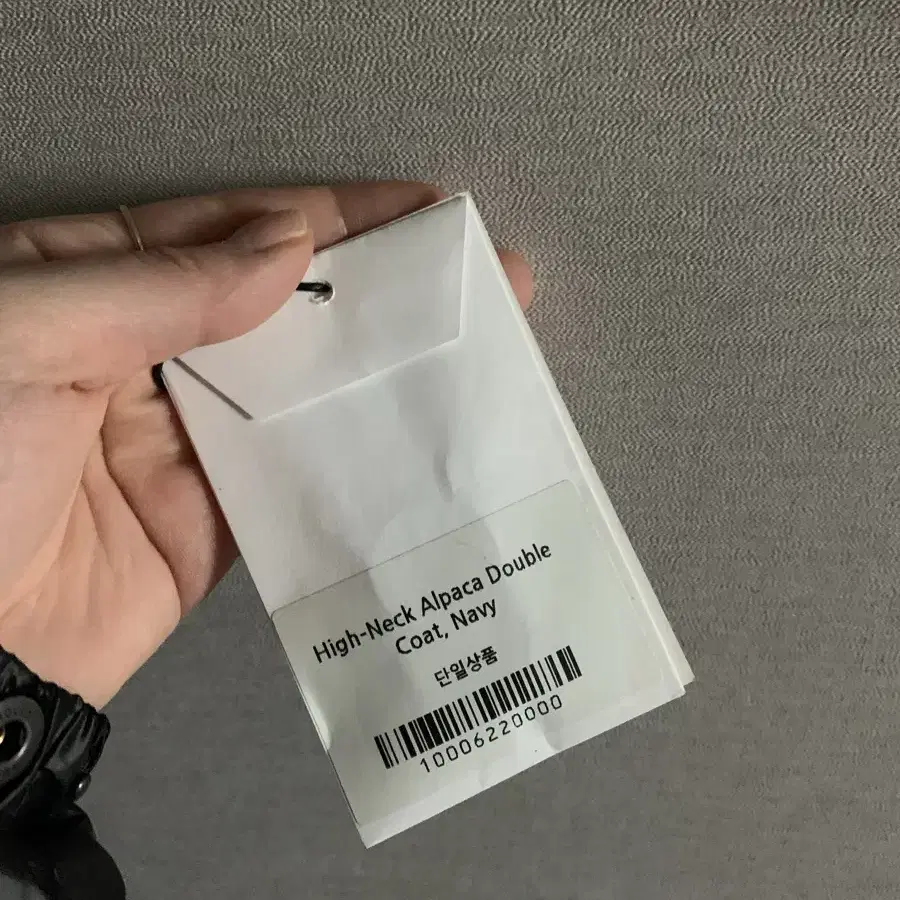 High-Neck Alpaca Double
Coat, Navy
단일상품
10006220000